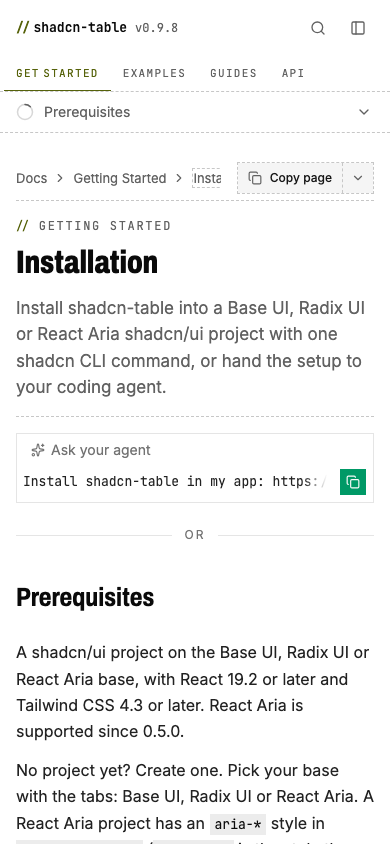 // shadcn-table v0.9.8
GET STARTED EXAMPLES GUIDES API
Prerequisites
Docs > Getting Started > Insta
Copy page
// GETTING STARTED
Installation
Install shadcn-table into a Base UI, Radix UI
or React Aria shadcn/ui project with one
shadcn CLI command, or hand the setup to
your coding agent.
Ask your agent
Install shadcn-table in my app: https:/
OR
Prerequisites
A shadcn/ui project on the Base UI, Radix UI or
React Aria base, with React 19.2 or later and
Tailwind CSS 4.3 or later. React Aria is
supported since 0.5.0.
No project yet? Create one. Pick your base
with the tabs: Base UI, Radix UI or React Aria. A
React Aria project has an aria-* style in